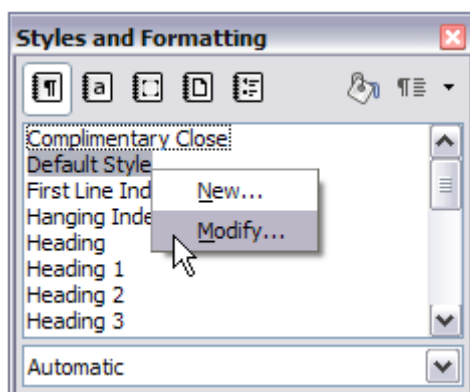 Styles and Formatting
Complimentary Close
Default Style
First Line Ind
New...
Hanging Inde
Modify...
Heading
Heading 1
Heading 2
Heading 3
Automatic